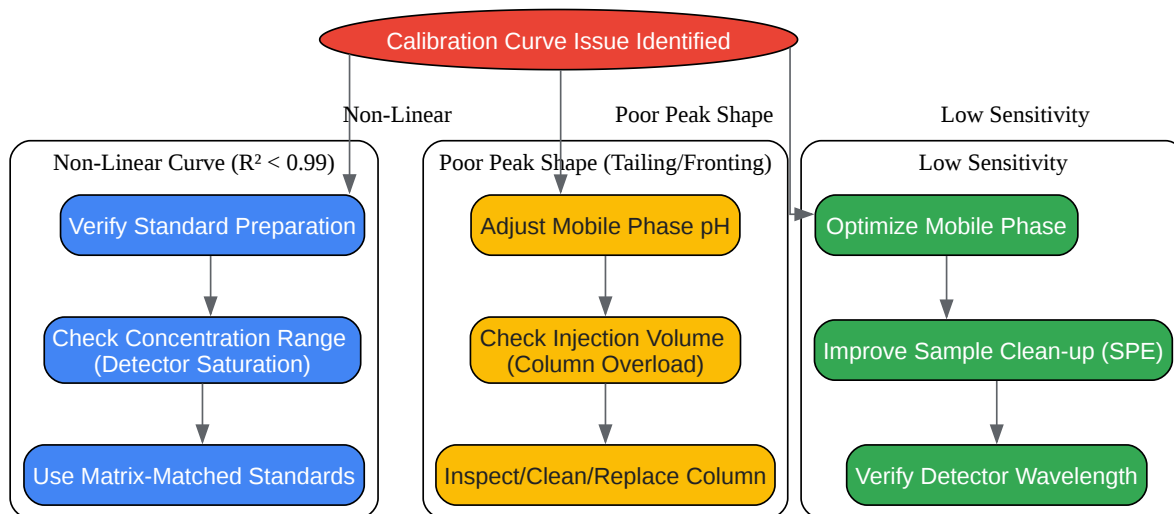 Calibration Curve Issue Identified
Non-Linear
Poor Peak Shape
Low Sensitivity
Non-Linear Curve (R² < 0.99)
Verify Standard Preparation
Check Concentration Range
(Detector Saturation)
Use Matrix-Matched Standards
Poor Peak Shape (Tailing/Fronting)
Adjust Mobile Phase pH
Check Injection Volume
(Column Overload)
Inspect/Clean/Replace Column
Low Sensitivity
Optimize Mobile Phase
Improve Sample Clean-up (SPE)
Verify Detector Wavelength